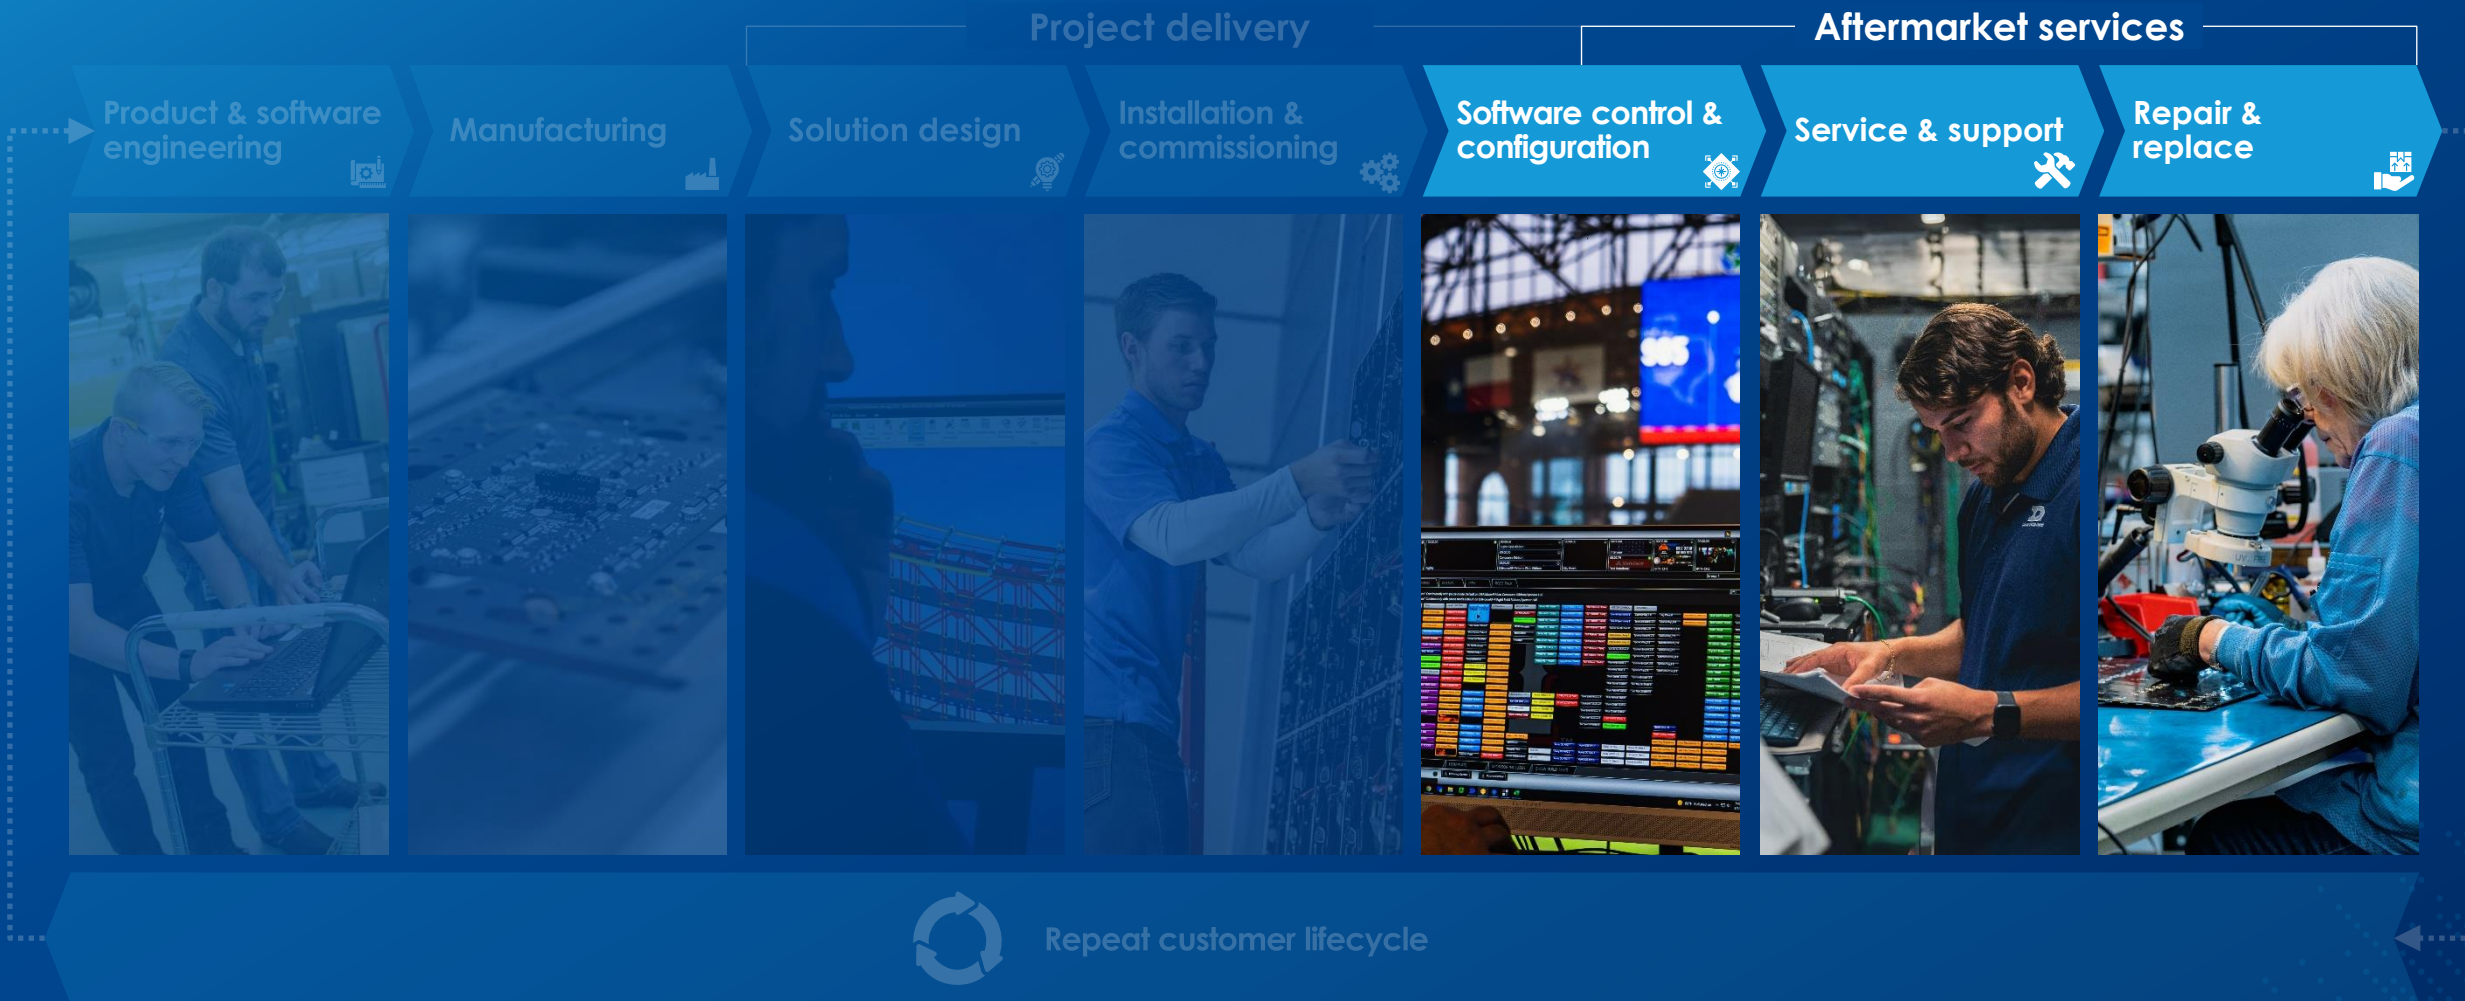 Project delivery
Aftermarket services
Product & software
engineering
Manufacturing
Solution design
Installation &
commissioning
Software control &
configuration
Service & support
Repair &
replace
Repeat customer lifecycle